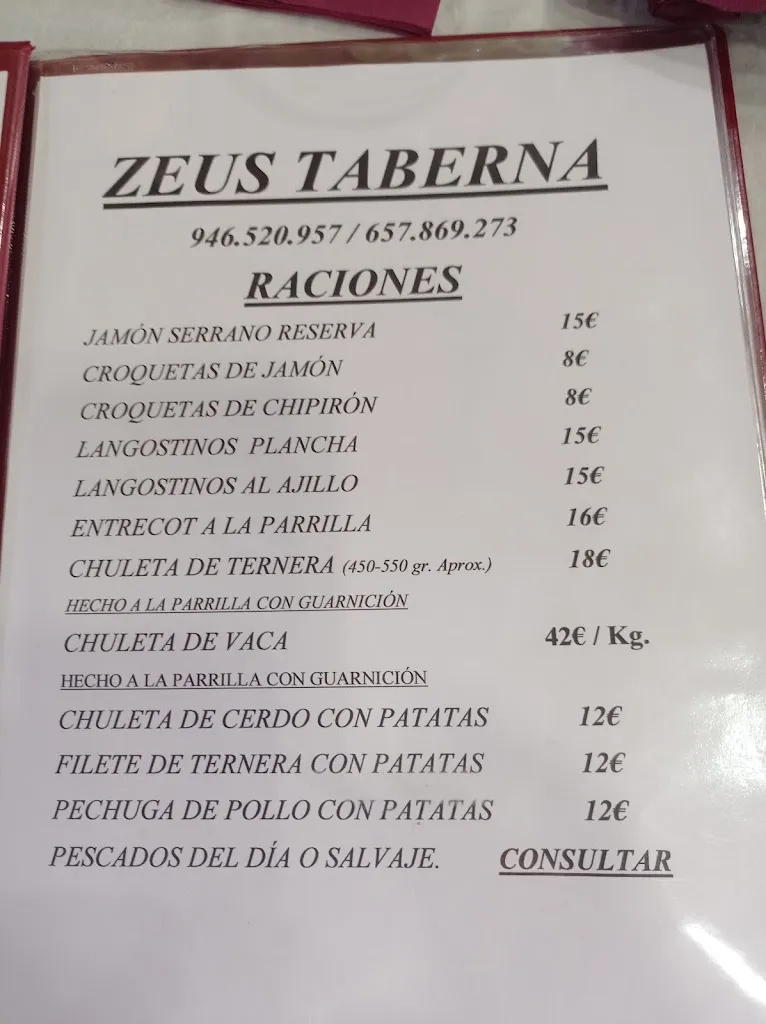 ZEUS TABERNA
946.520.957 / 657.869.273
RACIONES
JAMÓN SERRANO RESERVA 15€
CROQUETAS DE JAMÓN 8€
CROQUETAS DE CHIPIRÓN 8€
LANGOSTINOS PLANCHA 15€
LANGOSTINOS AL AJILLO 15€
ENTRECOT A LA PARRILLA 16€
CHULETA DE TERNERA (450-550 gr. Aprox.) 18€
HECHO A LA PARRILLA CON GUARNICIÓN
CHULETA DE VACA 42€ / Kg.
HECHO A LA PARRILLA CON GUARNICIÓN
CHULETA DE CERDO CON PATATAS 12€
FILETE DE TERNERA CON PATATAS 12€
PECHUGA DE POLLO CON PATATAS 12€
PESCADOS DEL DÍA O SALVAJE. CONSULTAR